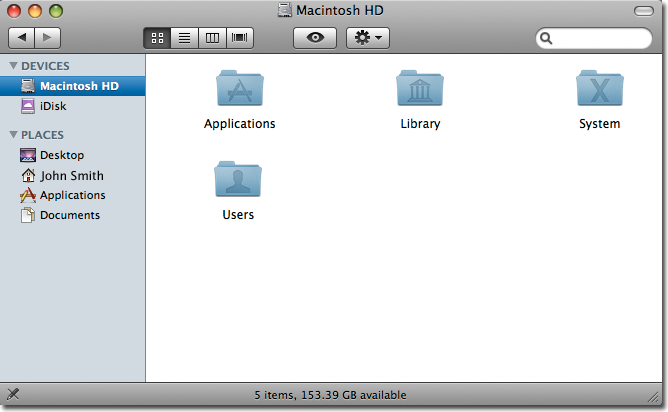 Macintosh HD
DEVICES
Macintosh HD
iDisk
PLACES
Desktop
John Smith
Applications
Documents
Applications
Library
System
Users
5 items, 153.39 GB available